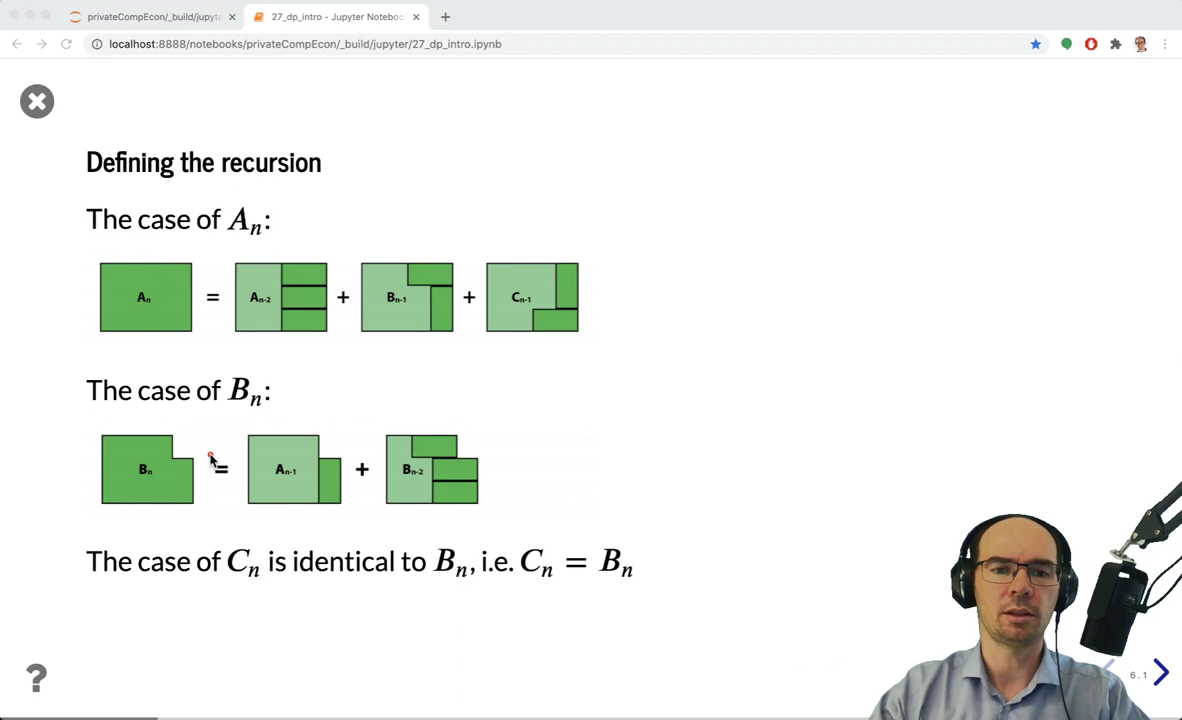 privateCompEcon/_build/jupyte
27_dp_intro - Jupyter Noteboo
localhost:8888/notebooks/privateCompEcon/_build/jupyter/27_dp_intro.ipynb
Defining the recursion
The case of Aₙ:
Aₙ = Aₙ₋₂ + Bₙ₋₁ + Cₙ₋₁
The case of Bₙ:
Bₙ = Aₙ₋₁ + Bₙ₋₂
The case of Cₙ is identical to Bₙ, i.e. Cₙ = Bₙ
?
6.1